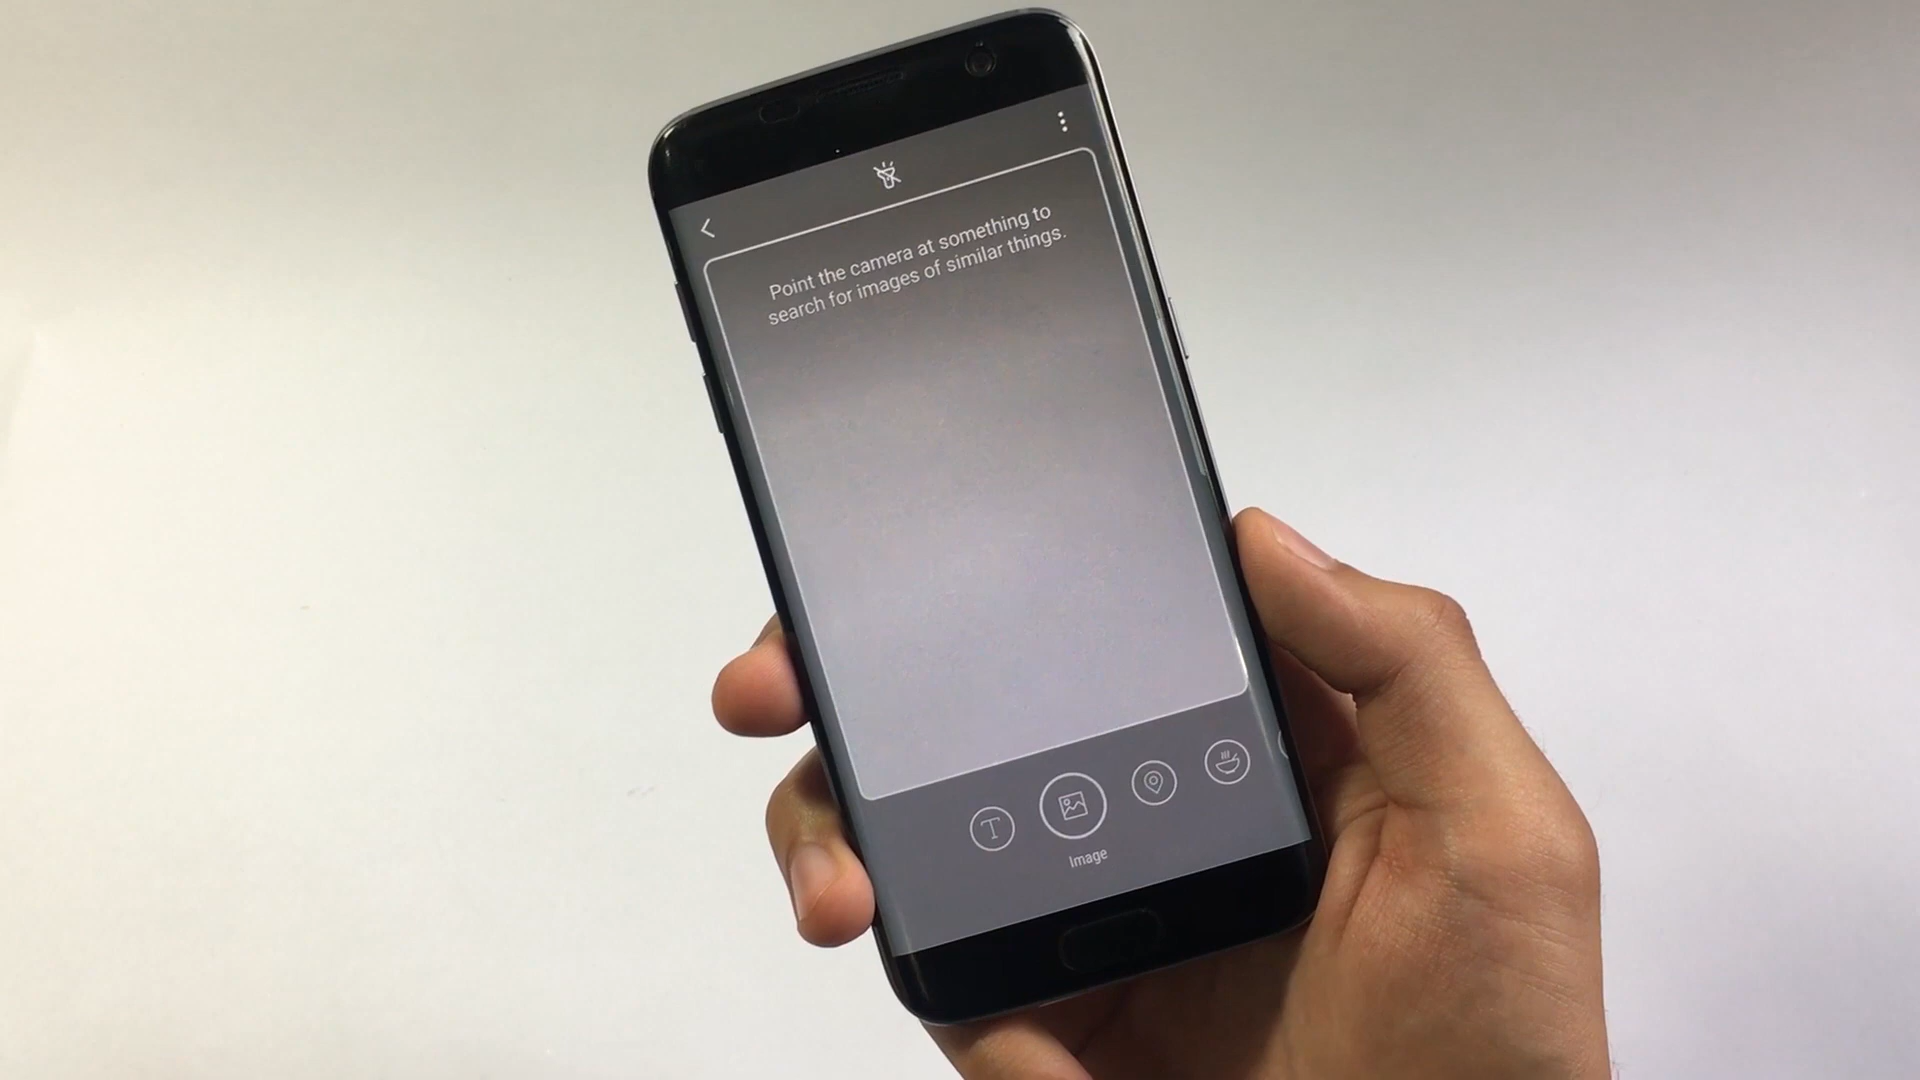 Point the camera at something to
search for images of similar things.
T
Image